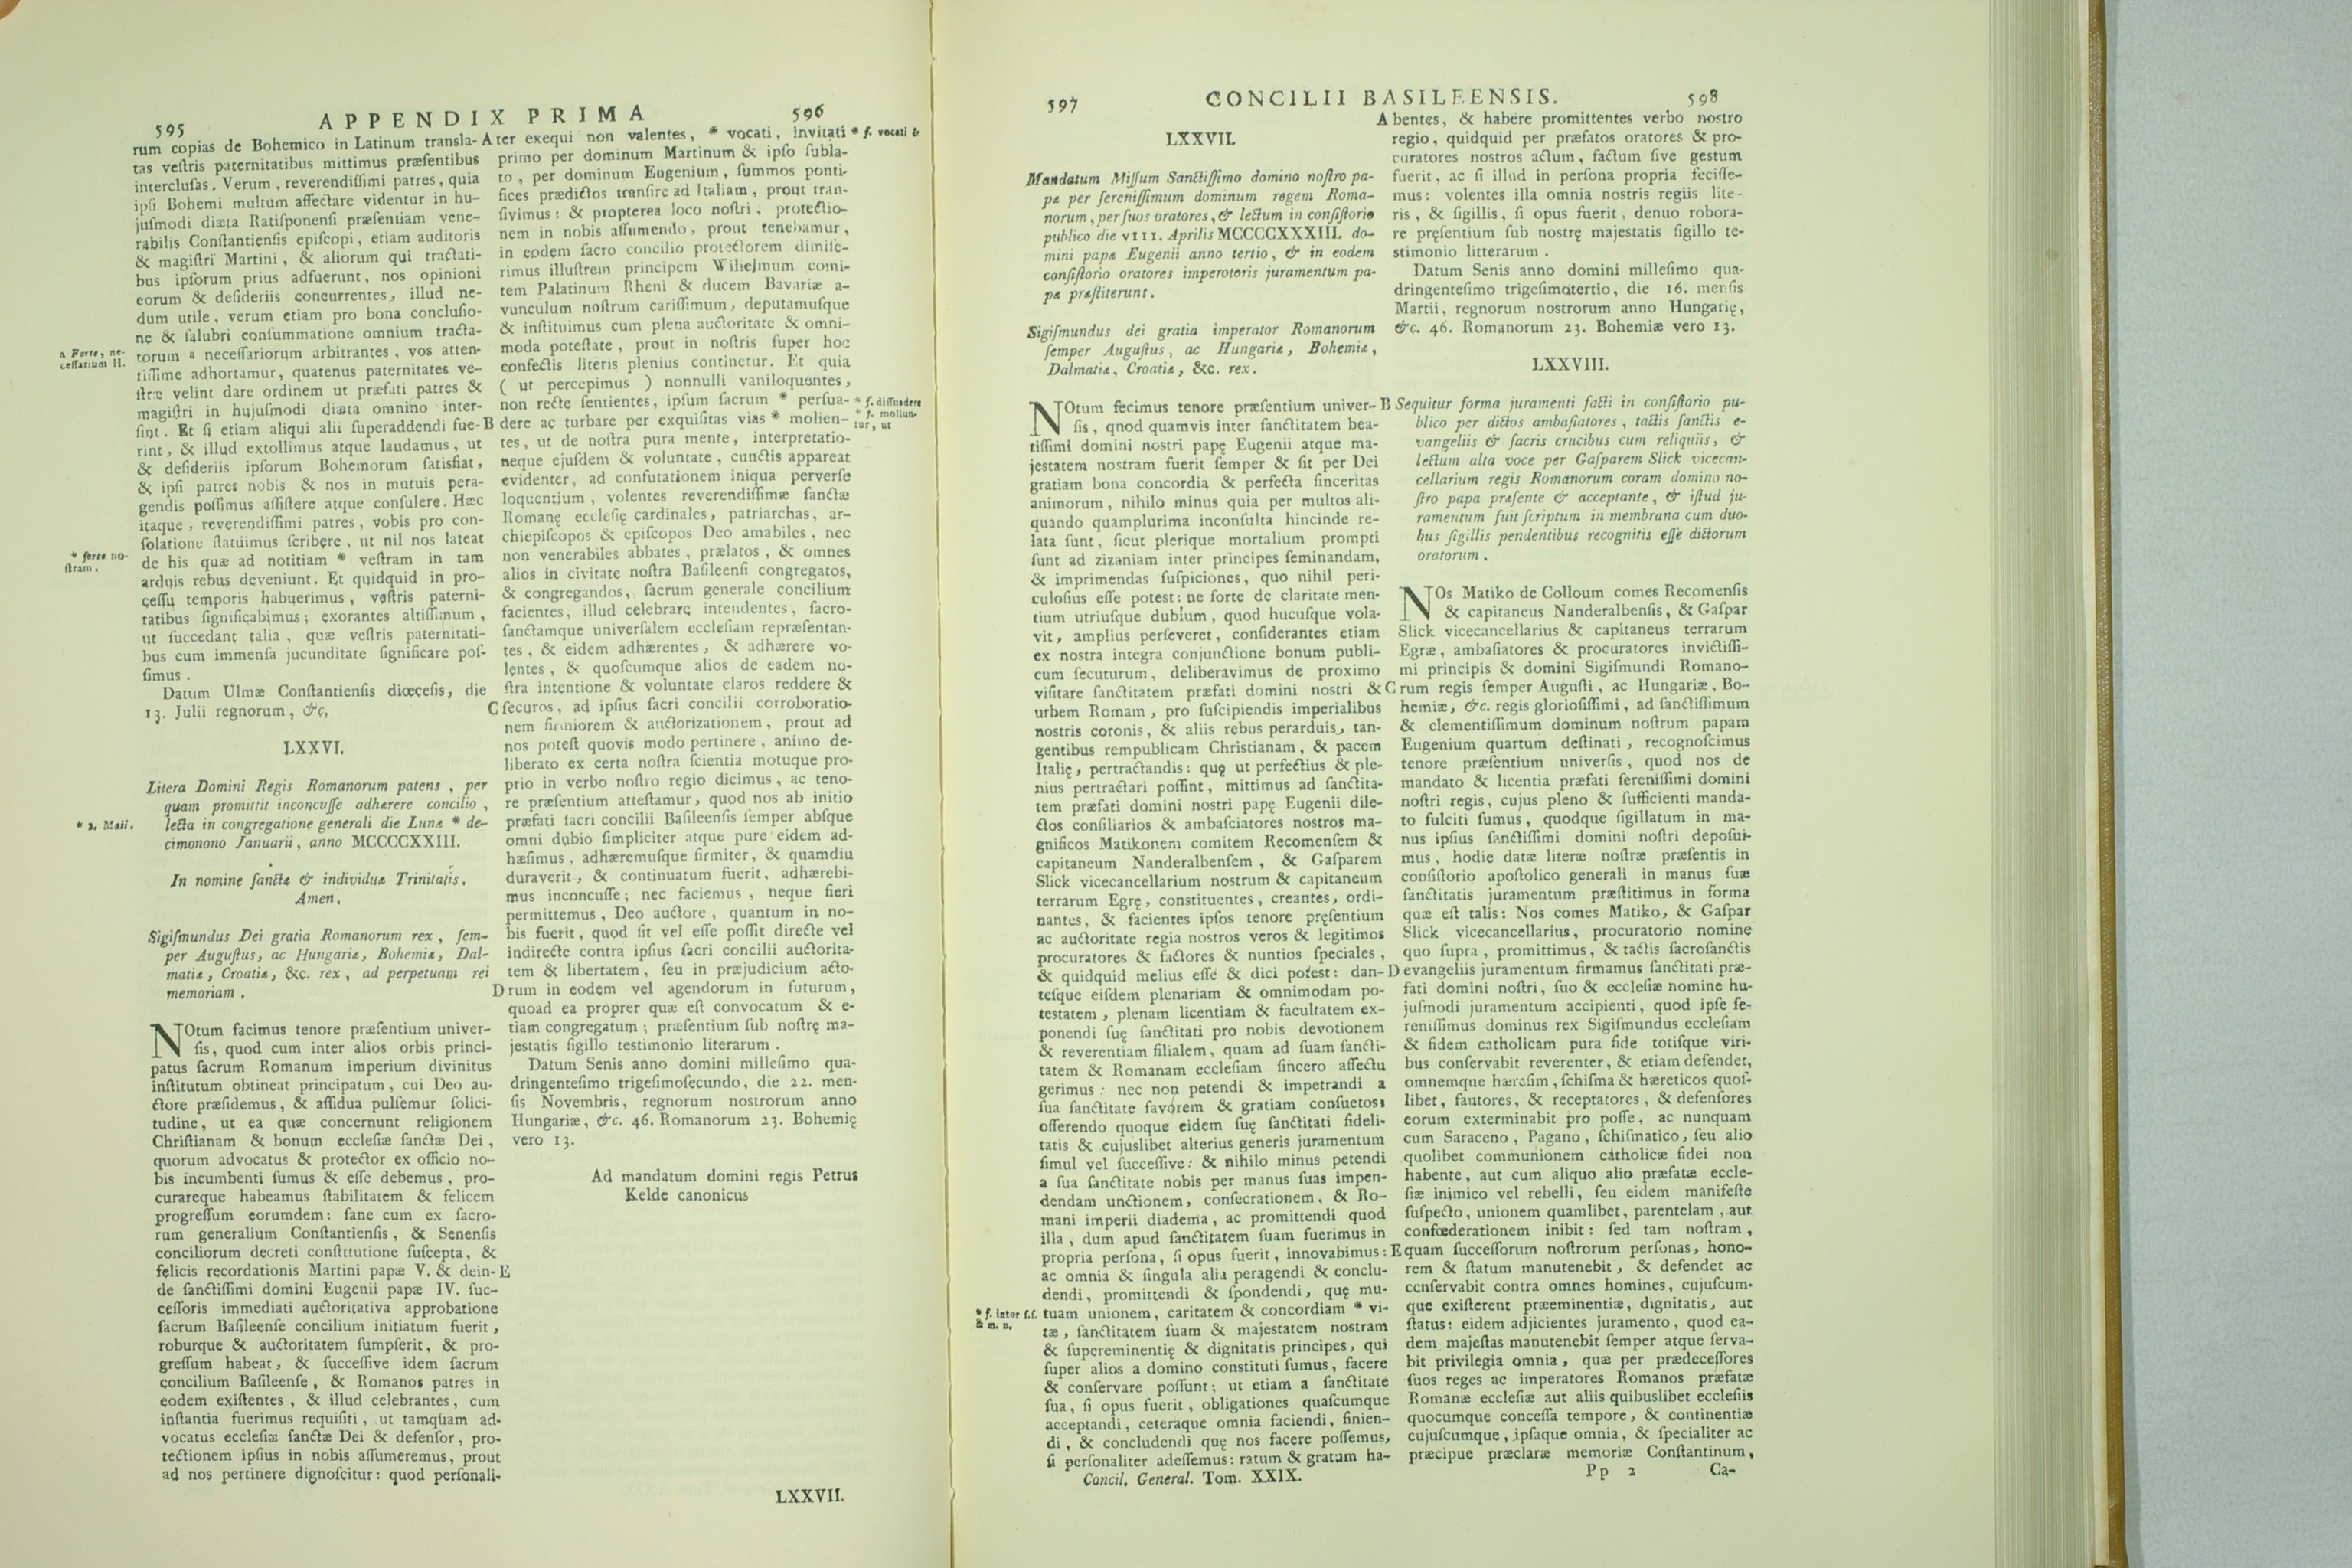 595
APPENDIX PRIMA
596
rum copias de Bohemico in Latinum transla-
tas veſtris paternitatibus mittimus præſentibus
intercluſas. Verum, reverendiſſimi patres, quia
ipſi Bohemi multum affectare videntur in hu-
juſmodi diæta Ratiſponenſi præſentiam vene-
rabilis Conſtantienſis epiſcopi, etiam auditoris
& magiſtri Martini, & aliorum qui tractati-
bus ipſorum prius adfuerunt, nos opinioni
eorum & deſideriis concurrentes, illud ne-
dum utile, verum etiam pro bona concluſio-
ne & ſalubri conſummatione omnium tracta-
torum a neceſſariorum arbitrantes, vos atten-
tiſſime adhortamur, quatenus paternitates ve-
ſtræ velint dare ordinem ut præfati patres &
magiſtri in hujuſmodi diæta omnino inter-
ſint. Et ſi etiam aliqui alii ſuperaddendi fue-
rint, & illud extollimus atque laudamus, ut
& deſideriis ipſorum Bohemorum ſatisfiat,
& ipſi patres nobis & nos in mutuis pera-
gendis poſſimus aſſiſtere atque conſulere. Hæc
itaque, reverendiſſimi patres, vobis pro con-
ſolatione ſtatuimus ſcribere, ut nil nos lateat
de his quæ ad notitiam * veſtram in tam
arduis rebus deveniunt. Et quidquid in pro-
ceſſu temporis habuerimus, veſtris paterni-
tatibus ſignificabimus; exorantes altiſſimum,
ut ſuccedant talia, quæ veſtris paternitati-
bus cum immenſa jucunditate ſignificare poſ-
ſimus.
Datum Ulmæ Conſtantienſis diœceſis, die
13. Julii regnorum, &c.
a Forte, ne-
ceſſarium II.
* forte no-
ſtram.
LXXVI.
Litera Domini Regis Romanorum patens, per
quam promittit inconcuſſe adhærere concilio,
lecta in congregatione generali die Lunæ * de-
cimonono Januarii, anno MCCCCXXIII.
* 2. Maii.
In nomine ſanctæ & individuæ Trinitatis.
Amen.
Sigiſmundus Dei gratia Romanorum rex, ſem-
per Auguſtus, ac Hungariæ, Bohemiæ, Dal-
matiæ, Croatiæ, &c. rex, ad perpetuam rei
memoriam.
NOtum facimus tenore præſentium univer-
ſis, quod cum inter alios orbis princi-
patus ſacrum Romanum imperium divinitus
inſtitutum obtineat principatum, cui Deo au-
ctore præſidemus, & aſſidua pulſemur ſolici-
tudine, ut ea quæ concernunt religionem
Chriſtianam & bonum eccleſiæ ſanctæ Dei,
quorum advocatus & protector ex officio no-
bis incumbenti ſumus & eſſe debemus, pro-
curareque habeamus ſtabilitatem & felicem
progreſſum eorumdem: ſane cum ex ſacro-
rum generalium Conſtantienſis, & Senenſis
conciliorum decreti conſtitutione ſuſcepta, &
felicis recordationis Martini papæ V. & dein-
de ſanctiſſimi domini Eugenii papæ IV. ſuc-
ceſſoris immediati auctoritativa approbatione
ſacrum Baſileenſe concilium initiatum fuerit,
roburque & auctoritatem ſumpſerit, & pro-
greſſum habeat, & ſucceſſive idem ſacrum
concilium Baſileenſe, & Romanos patres in
eodem exiſtentes, & illud celebrantes, cum
inſtantia fuerimus requiſiti, ut tamquam ad-
vocatus eccleſiæ ſanctæ Dei & defenſor, pro-
tectionem ipſius in nobis aſſumeremus, prout
ad nos pertinere dignoſcitur: quod perſonali-
A
B
C
D
E
ter exequi non valentes, * vocati, invitati
primo per dominum Martinum & ipſo ſubla-
to, per dominum Eugenium, ſummos ponti-
fices prædictos tranſire ad Italiam, prout tran-
ſivimus: & propterea loco noſtri, protectio-
nem in nobis aſſumendo, prout tenebamur,
in eodem ſacro concilio protectorem dimiſe-
rimus illuſtrem principem Wilielmum comi-
tem Palatinum Rheni & ducem Bavariæ a-
vunculum noſtrum cariſſimum, deputamuſque
& inſtituimus cum plena auctoritate & omni-
moda poteſtate, prout in noſtris ſuper hoc
confectis literis plenius continetur. Et quia
( ut percepimus ) nonnulli vaniloquentes,
non recte ſentientes, ipſum ſacrum * perſua-
dere ac turbare per exquiſitas vias * molien-
tes, ut de noſtra pura mente, interpretatio-
neque ejuſdem & voluntate, cunctis appareat
evidenter, ad confutationem iniqua perverſe
loquentium, volentes reverendiſſimæ ſanctæ
Romanę eccleſię cardinales, patriarchas, ar-
chiepiſcopos & epiſcopos Deo amabiles, nec
non venerabiles abbates, prælatos, & omnes
alios in civitate noſtra Baſileenſi congregatos,
& congregandos, ſacrum generale concilium
facientes, illud celebrare intendentes, ſacro-
ſanctamque univerſalem eccleſiam repræſentan-
tes, & eidem adhærentes, & adhærere vo-
lentes, & quoſcumque alios de eadem no-
ſtra intentione & voluntate claros reddere &
ſecuros, ad ipſius ſacri concilii corroboratio-
nem firmiorem & auctorizationem, prout ad
nos poteſt quovis modo pertinere, animo de-
liberato ex certa noſtra ſcientia motuque pro-
prio in verbo noſtro regio dicimus, ac teno-
re præſentium atteſtamur, quod nos ab initio
præfati ſacri concilii Baſileenſis ſemper abſque
omni dubio ſimpliciter atque pure eidem ad-
hæſimus, adhæremuſque firmiter, & quamdiu
duraverit, & continuatum fuerit, adhærebi-
mus inconcuſſe; nec faciemus, neque fieri
permittemus, Deo auctore, quantum in no-
bis fuerit, quod ſit vel eſſe poſſit directe vel
indirecte contra ipſius ſacri concilii auctorita-
tem & libertatem, ſeu in præjudicium acto-
rum in eodem vel agendorum in futurum,
quoad ea proprer quæ eſt convocatum & e-
tiam congregatum; præſentium ſub noſtrę ma-
jeſtatis ſigillo teſtimonio literarum.
Datum Senis anno domini milleſimo qua-
dringenteſimo trigeſimoſecundo, die 22. men-
ſis Novembris, regnorum noſtrorum anno
Hungariæ, &c. 46. Romanorum 23. Bohemię
vero 13.
Ad mandatum domini regis Petrus
Kelde canonicus
* f. vocati &
* f. diſſuadere
* f. moliun-
tur, ut
LXXVII.
597
CONCILII BASILEENSIS.
598
LXXVII.
Mandatum Miſſum Sanctiſſimo domino noſtro pa-
pæ per ſereniſſimum dominum regem Roma-
norum, per ſuos oratores, & lectum in conſiſtorio
publico die VIII. Aprilis MCCCCXXXIII. do-
mini papæ Eugenii anno tertio, & in eodem
conſiſtorio oratores imperotoris juramentum pa-
pæ præſtiterunt.
Sigiſmundus dei gratia imperator Romanorum
ſemper Auguſtus, ac Hungariæ, Bohemiæ,
Dalmatiæ, Croatiæ, &c. rex.
NOtum fecimus tenore præſentium univer-
ſis, qnod quamvis inter ſanctitatem bea-
tiſſimi domini noſtri papę Eugenii atque ma-
jeſtatem noſtram fuerit ſemper & ſit per Dei
gratiam bona concordia & perfecta ſinceritas
animorum, nihilo minus quia per multos ali-
quando quamplurima inconſulta hincinde re-
lata ſunt, ſicut plerique mortalium prompti
ſunt ad zizaniam inter principes ſeminandam,
& imprimendas ſuſpiciones, quo nihil peri-
culoſius eſſe poteſt: ne forte de claritate men-
tium utriuſque dubium, quod hucuſque vola-
vit, amplius perſeveret, conſiderantes etiam
ex noſtra integra conjunctione bonum publi-
cum ſecuturum, deliberavimus de proximo
viſitare ſanctitatem præfati domini noſtri &
urbem Romam, pro ſuſcipiendis imperialibus
noſtris coronis, & aliis rebus perarduis, tan-
gentibus rempublicam Chriſtianam, & pacem
Italię, pertractandis: quę ut perfectius & ple-
nius pertractari poſſint, mittimus ad ſanctita-
tem præfati domini noſtri papę Eugenii dile-
ctos conſiliarios & ambaſciatores noſtros ma-
gnificos Matikonem comitem Recomenſem &
capitaneum Nanderalbenſem, & Gaſparem
Slick vicecancellarium noſtrum & capitaneum
terrarum Egrę, conſtituentes, creantes, ordi-
nantes, & facientes ipſos tenore pręſentium
ac auctoritate regia noſtros veros & legitimos
procuratores & factores & nuntios ſpeciales,
& quidquid melius eſſe & dici poteſt: dan-
teſque eiſdem plenariam & omnimodam po-
teſtatem, plenam licentiam & facultatem ex-
ponendi ſuę ſanctitati pro nobis devotionem
& reverentiam filialem, quam ad ſuam ſancti-
tatem & Romanam eccleſiam ſincero affectu
gerimus: nec non petendi & impetrandi a
ſua ſanctitate favorem & gratiam conſuetos;
offerendo quoque eidem ſuę ſanctitati fideli-
tatis & cujuslibet alterius generis juramentum
ſimul vel ſucceſſive: & nihilo minus petendi
a ſua ſanctitate nobis per manus ſuas impen-
dendam unctionem, conſecrationem, & Ro-
mani imperii diadema, ac promittendi quod
illa, dum apud ſanctitatem ſuam fuerimus in
propria perſona, ſi opus fuerit, innovabimus:
ac omnia & ſingula alia peragendi & conclu-
dendi, promittendi & ſpondendi, quę mu-
tuam unionem, caritatem & concordiam * vi-
tæ, ſanctitatem ſuam & majeſtatem noſtram
& ſupereminentię & dignitatis principes, qui
ſuper alios a domino conſtituti ſumus, facere
& conſervare poſſunt; ut etiam a ſanctitate
ſua, ſi opus fuerit, obligationes quaſcumque
acceptandi, ceteraque omnia faciendi, finien-
di, & concludendi quę nos facere poſſemus,
ſi perſonaliter adeſſemus: ratum & gratum ha-
* f. inter ſ.ſ.
& m. n.
Concil. General. Tom. XXIX.
A
B
C
D
E
bentes, & habere promittentes verbo noſtro
regio, quidquid per præfatos oratores & pro-
curatores noſtros actum, factum ſive geſtum
fuerit, ac ſi illud in perſona propria feciſſe-
mus: volentes illa omnia noſtris regiis lite-
ris, & ſigillis, ſi opus fuerit, denuo robora-
re pręſentium ſub noſtrę majeſtatis ſigillo te-
ſtimonio litterarum.
Datum Senis anno domini milleſimo qua-
dringenteſimo trigeſimotertio, die 16. menſis
Martii, regnorum noſtrorum anno Hungarię,
&c. 46. Romanorum 23. Bohemiæ vero 13.
LXXVIII.
Sequitur forma juramenti facti in conſiſtorio pu-
blico per dictos ambaſiatores, tactis ſanctis e-
vangeliis & ſacris crucibus cum reliquiis, &
lectum alta voce per Gaſparem Slick vicecan-
cellarium regis Romanorum coram domino no-
ſtro papa præſente & acceptante, & iſtud ju-
ramentum fuit ſcriptum in membrana cum duo-
bus ſigillis pendentibus recognitis eſſe dictorum
oratorum.
NOs Matiko de Colloum comes Recomenſis
& capitaneus Nanderalbenſis, & Gaſpar
Slick vicecancellarius & capitaneus terrarum
Egræ, ambaſiatores & procuratores invictiſſi-
mi principis & domini Sigiſmundi Romano-
rum regis ſemper Auguſti, ac Hungariæ, Bo-
hemiæ, &c. regis glorioſiſſimi, ad ſanctiſſimum
& clementiſſimum dominum noſtrum papam
Eugenium quartum deſtinati, recognoſcimus
tenore præſentium univerſis, quod nos de
mandato & licentia præfati ſereniſſimi domini
noſtri regis, cujus pleno & ſufficienti manda-
to fulciti ſumus, quodque ſigillatum in ma-
nus ipſius ſanctiſſimi domini noſtri depoſui-
mus, hodie datæ literæ noſtræ præſentis in
conſiſtorio apoſtolico generali in manus ſuæ
ſanctitatis juramentum præſtitimus in forma
quæ eſt talis: Nos comes Matiko, & Gaſpar
Slick vicecancellarius, procuratorio nomine
quo ſupra, promittimus, & tactis ſacroſanctis
evangeliis juramentum firmamus ſanctitati præ-
fati domini noſtri, ſuo & eccleſiæ nomine hu-
juſmodi juramentum accipienti, quod ipſe ſe-
reniſſimus dominus rex Sigiſmundus eccleſiam
& fidem catholicam pura fide totiſque viri-
bus conſervabit reverenter, & etiam defendet,
omnemque hæreſim, ſchiſma & hæreticos quoſ-
libet, fautores, & receptatores, & defenſores
eorum exterminabit pro poſſe, ac nunquam
cum Saraceno, Pagano, ſchiſmatico, ſeu alio
quolibet communionem catholicæ fidei non
habente, aut cum aliquo alio præfatæ eccle-
ſiæ inimico vel rebelli, ſeu eidem manifeſte
ſuſpecto, unionem quamlibet, parentelam, aut
confœderationem inibit: ſed tam noſtram,
quam ſucceſſorum noſtrorum perſonas, hono-
rem & ſtatum manutenebit, & defendet ac
ccnſervabit contra omnes homines, cujuſcum-
que exiſterent præeminentiæ, dignitatis, aut
ſtatus: eidem adjicientes juramento, quod ea-
dem majeſtas manutenebit ſemper atque ſerva-
bit privilegia omnia, quæ per prædeceſſores
ſuos reges ac imperatores Romanos præfatæ
Romanæ eccleſiæ aut aliis quibuslibet eccleſiis
quocumque conceſſa tempore, & continentiæ
cujuſcumque, ipſaque omnia, & ſpecialiter ac
præcipue præclaræ memoriæ Conſtantinum,
Pp 2
Ca-